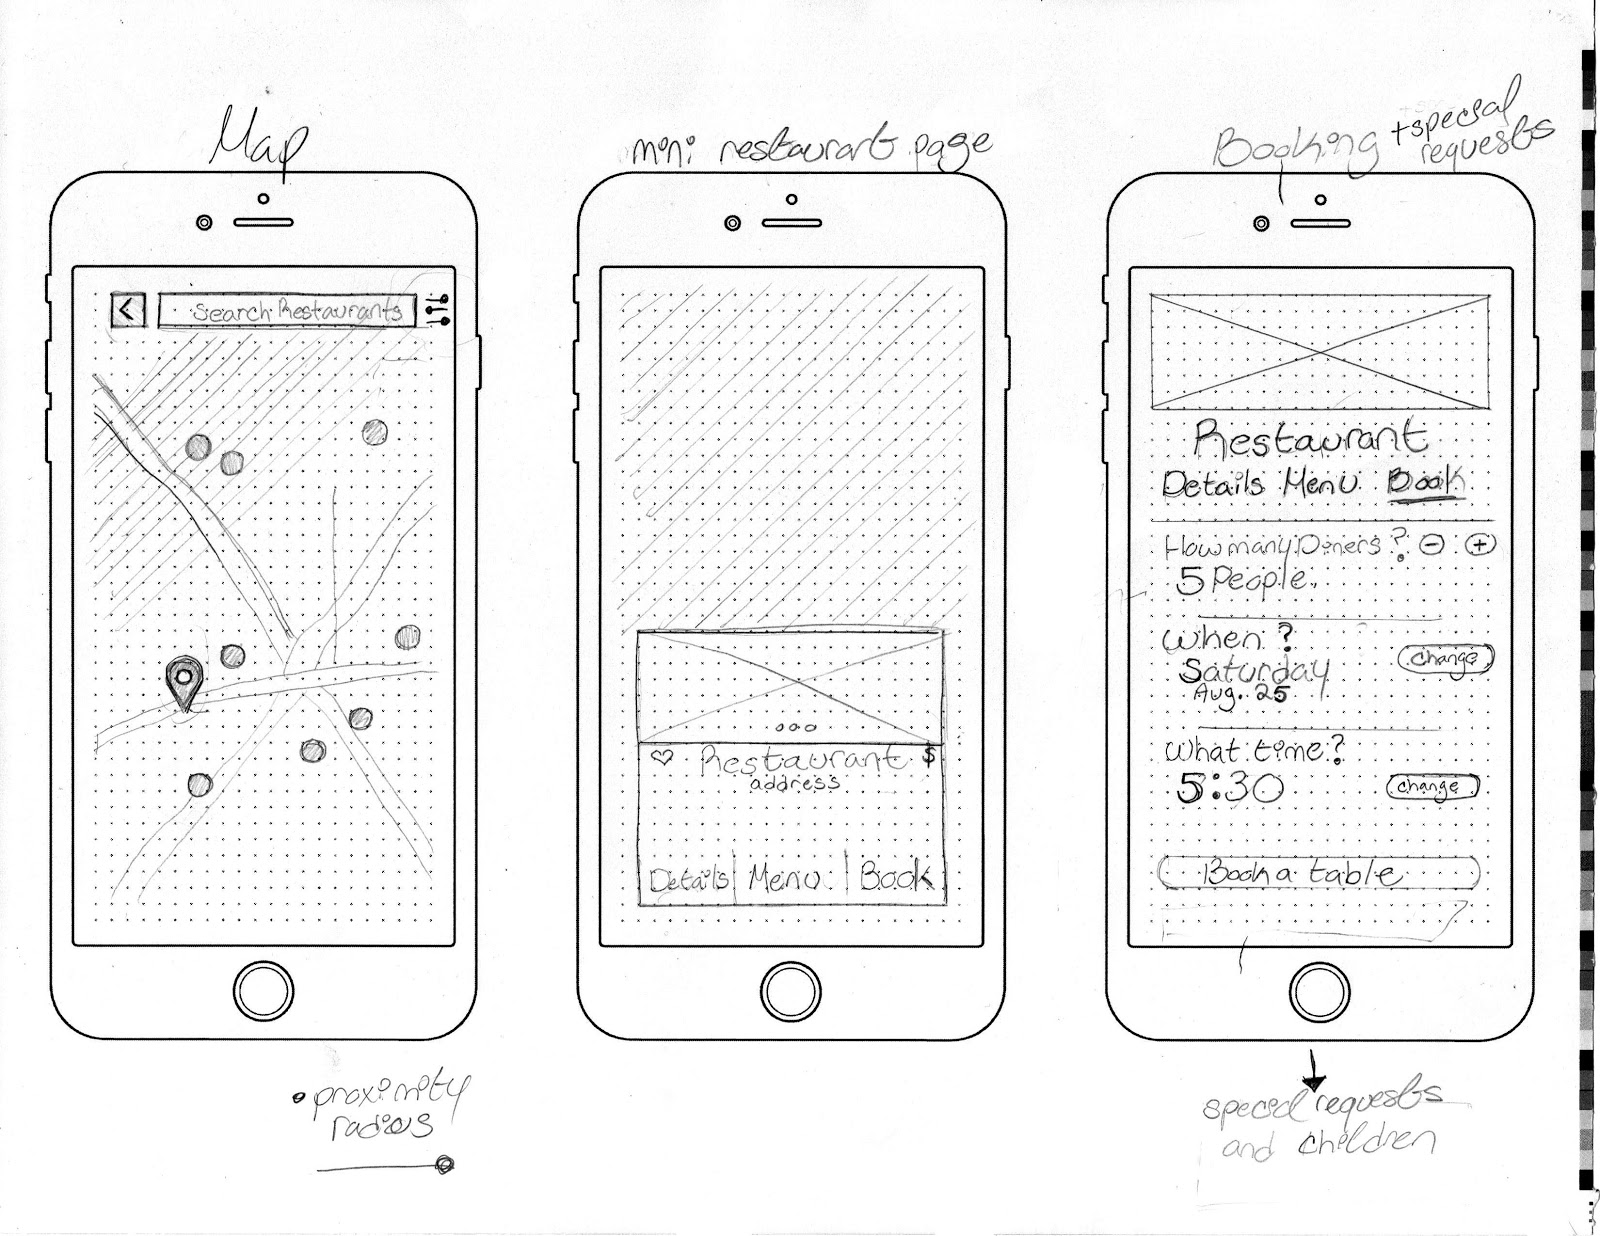 Map
Search Restaurants
• proximity
radius
mini restaurant page
Restaurant $
address
Details Menu Book
Booking + special
requests
Restaurant
Details Menu Book
How many Diners?
5 People
When?
Saturday
Aug. 25
change
What time?
5:30
change
Book a table
special requests
and children